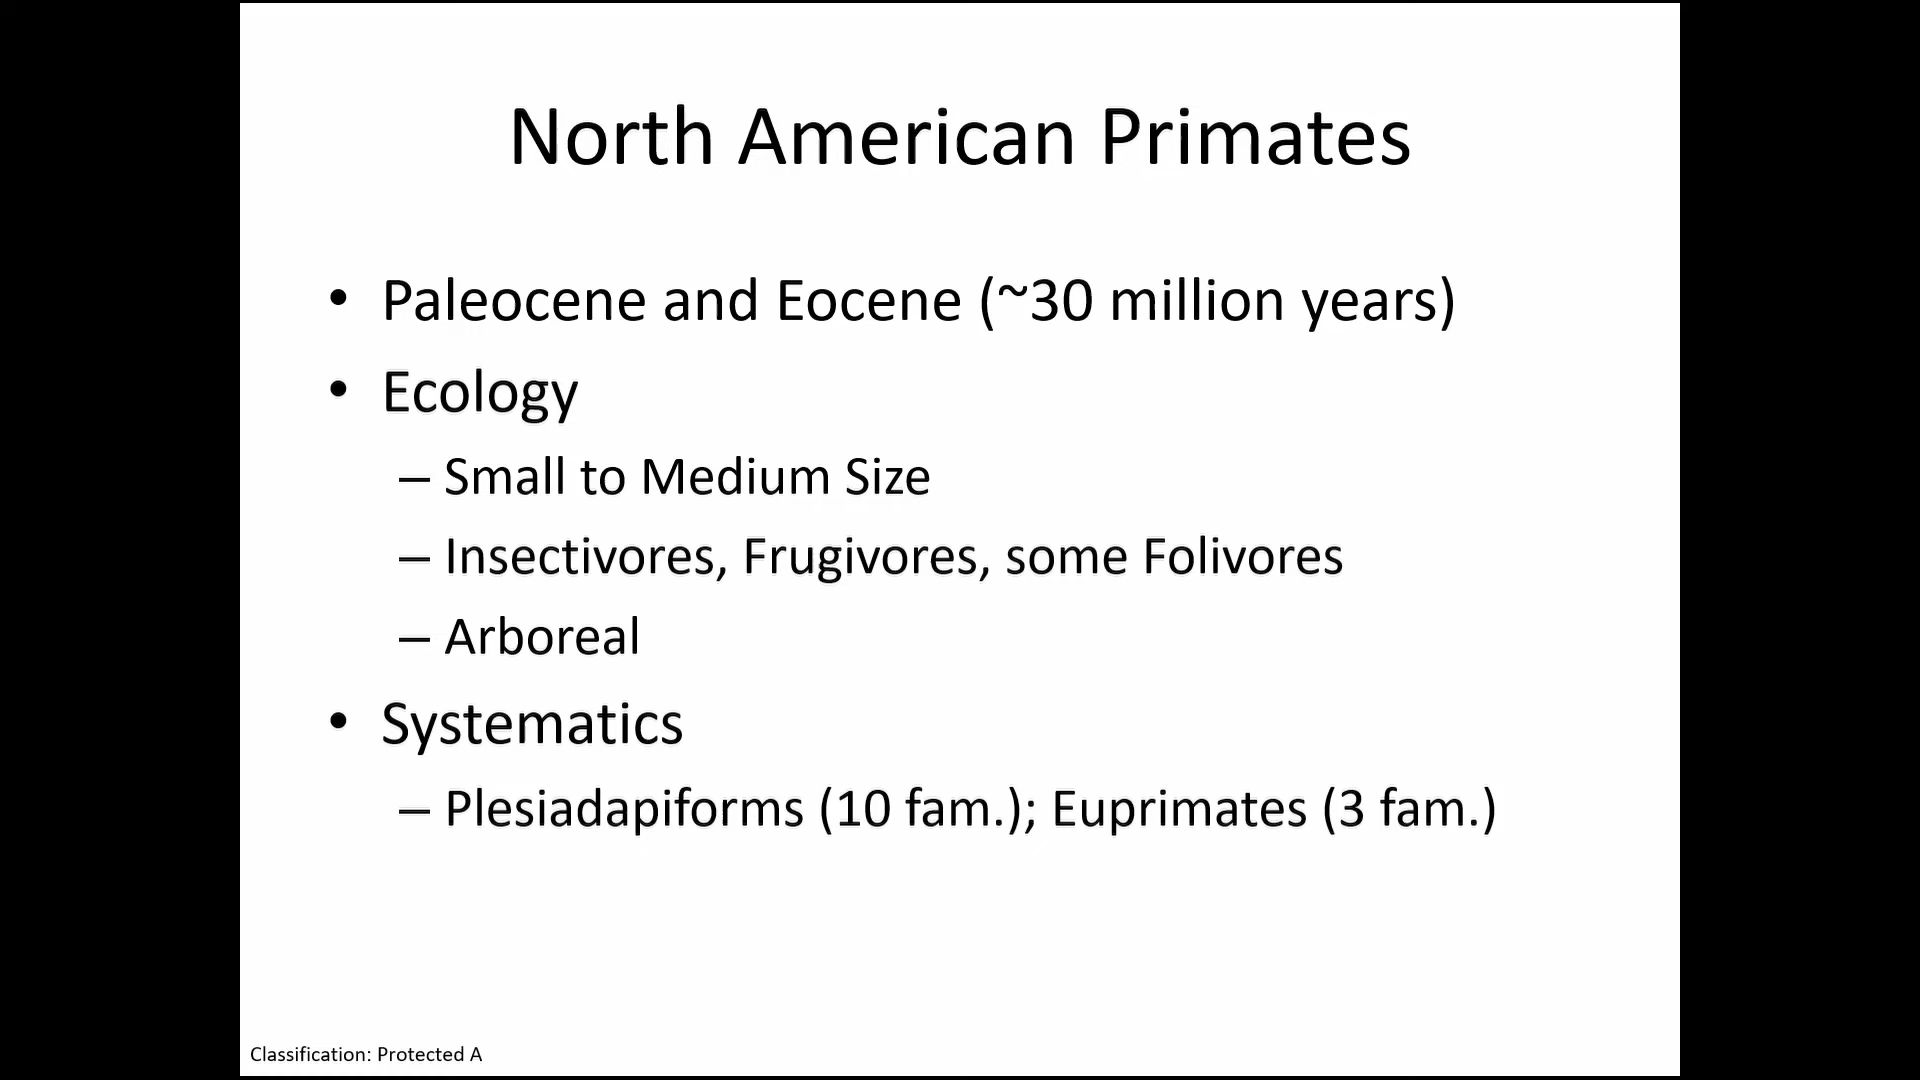 North American Primates
• Paleocene and Eocene (~30 million years)
• Ecology
– Small to Medium Size
– Insectivores, Frugivores, some Folivores
– Arboreal
• Systematics
– Plesiadapiforms (10 fam.); Euprimates (3 fam.)
Classification: Protected A